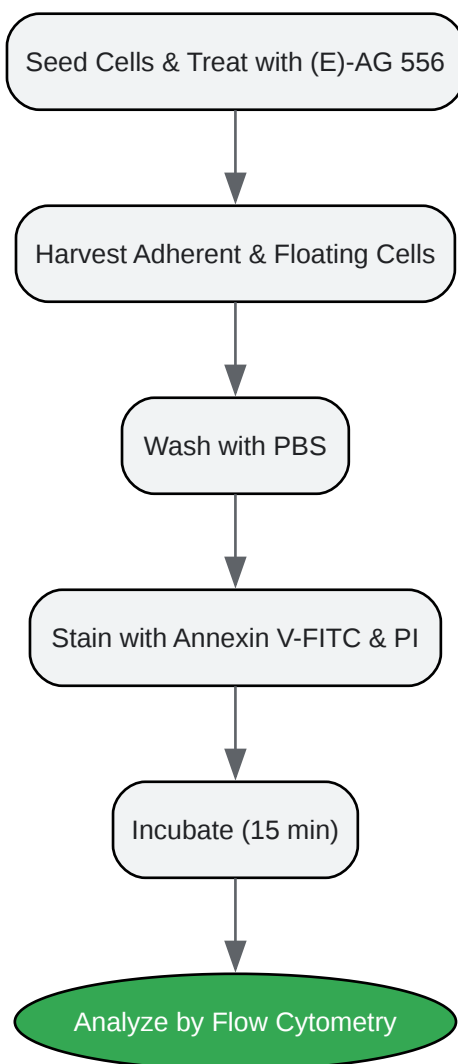 Seed Cells & Treat with (E)-AG 556
Harvest Adherent & Floating Cells
Wash with PBS
Stain with Annexin V-FITC & PI
Incubate (15 min)
Analyze by Flow Cytometry